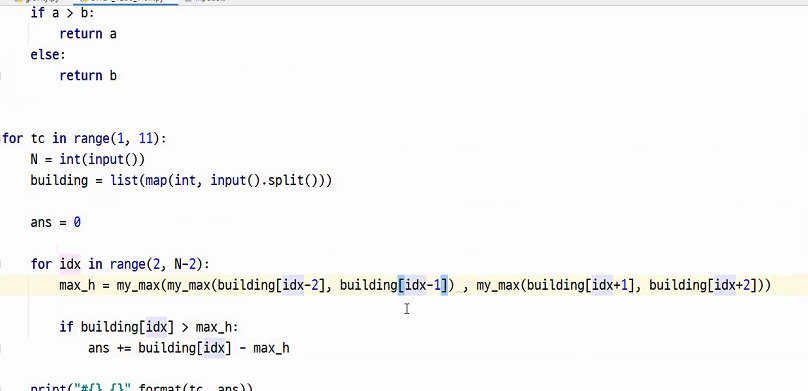 if a > b:
return a
else:
return b
for tc in range(1, 11):
N = int(input())
building = list(map(int, input().split()))
ans = 0
for idx in range(2, N-2):
max_h = my_max(my_max(building[idx-2], building[idx-1]) , my_max(building[idx+1], building[idx+2]))
if building[idx] > max_h:
ans += building[idx] - max_h
print("#{} {}".format(tc, ans))